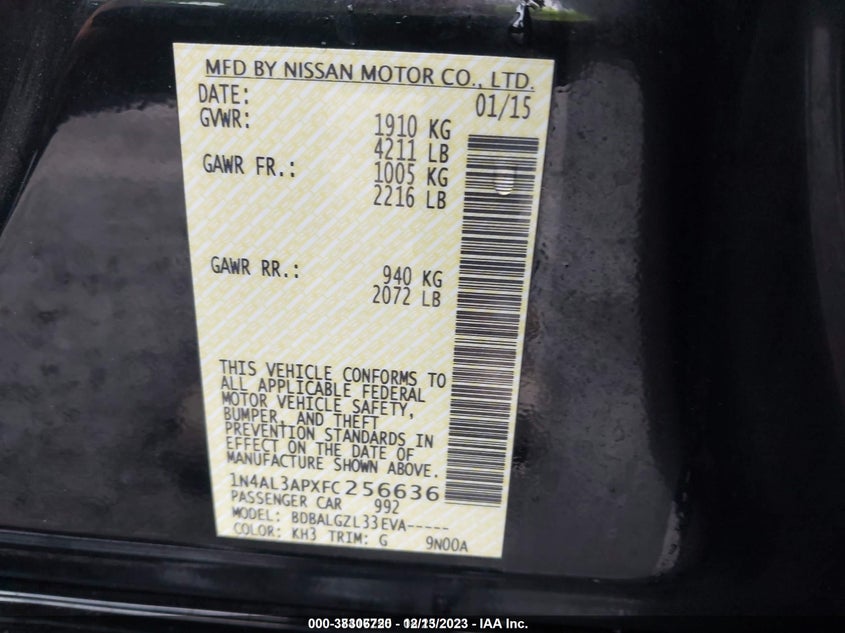 MFD BY NISSAN MOTOR CO., LTD.
DATE: 01/15
GVWR: 1910 KG
4211 LB
GAWR FR.: 1005 KG
2216 LB
GAWR RR.: 940 KG
2072 LB
THIS VEHICLE CONFORMS TO
ALL APPLICABLE FEDERAL
MOTOR VEHICLE SAFETY,
BUMPER, AND THEFT
PREVENTION STANDARDS IN
EFFECT ON THE DATE OF
MANUFACTURE SHOWN ABOVE.
1N4AL3APXFC256636
PASSENGER CAR 992
MODEL: BDBALGZL33EVA-----
COLOR: KH3 TRIM: G 9N00A
- IAA Inc.